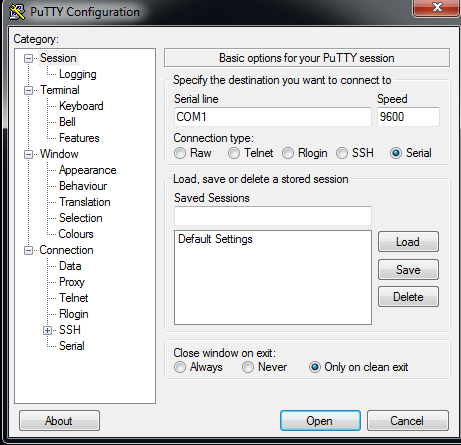 PuTTY Configuration
Category:
Session
Logging
Terminal
Keyboard
Bell
Features
Window
Appearance
Behaviour
Translation
Selection
Colours
Connection
Data
Proxy
Telnet
Rlogin
SSH
Serial
Basic options for your PuTTY session
Specify the destination you want to connect to
Serial line Speed
COM1 9600
Connection type:
Raw Telnet Rlogin SSH Serial
Load, save or delete a stored session
Saved Sessions
Default Settings
Load
Save
Delete
Close window on exit:
Always Never Only on clean exit
About Open Cancel